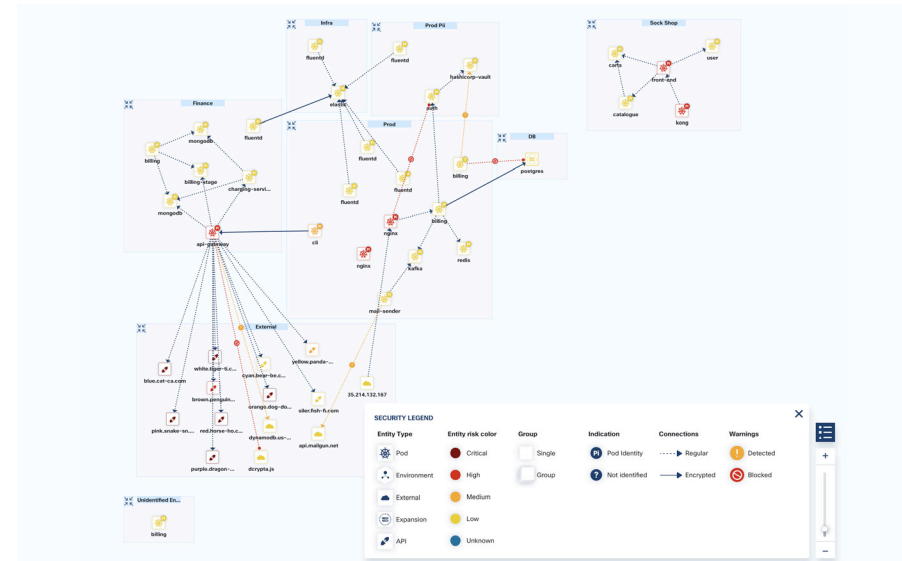 Infra
fluentd
elastic
Prod Pii
fluentd
hashicorp-vault
auth
Sock Shop
carts
front-end
user
catalogue
kong
Finance
mongodb
fluentd
billing
billing-stage
charging-servi...
mongodb
api-gateway
Prod
fluentd
fluentd
fluentd
billing
cli
nginx
billing
nginx
kafka
redis
mail-sender
DB
postgres
External
blue.cat-ca.com
white.tiger-ti.c...
cyan.bear-be.c...
yellow.panda-...
brown.penguin...
orange.dog-do...
siler.fish-fi.com
35.214.132.167
pink.snake-sn....
red.horse-ho.c...
dynamodb.us-...
api.mailgun.net
purple.dragon-...
dcrypta.js
Unidentified En...
billing
SECURITY LEGEND
Entity Type
Pod
Environment
External
Expansion
API
Entity risk color
Critical
High
Medium
Low
Unknown
Group
Single
Group
Indication
Pi Pod Identity
? Not identified
Connections
Regular
Encrypted
Warnings
! Detected
Blocked
+
−